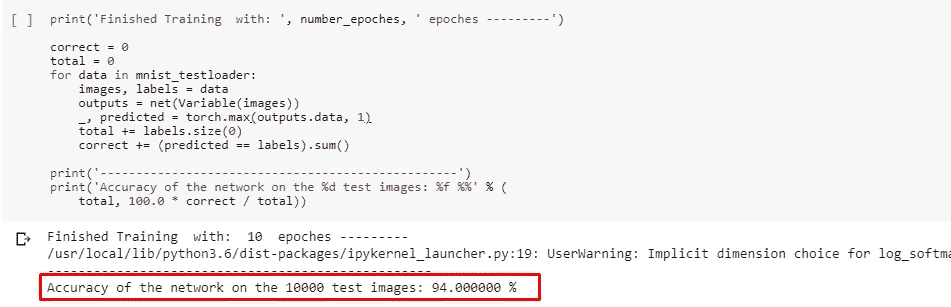 [ ] print('Finished Training  with: ', number_epoches, ' epoches ---------')
correct = 0
total = 0
for data in mnist_testloader:
    images, labels = data
    outputs = net(Variable(images))
    _, predicted = torch.max(outputs.data, 1)
    total += labels.size(0)
    correct += (predicted == labels).sum()
print('-------------------------------------------------')
print('Accuracy of the network on the %d test images: %f %%' % (
    total, 100.0 * correct / total))
Finished Training  with:  10  epoches ---------
/usr/local/lib/python3.6/dist-packages/ipykernel_launcher.py:19: UserWarning: Implicit dimension choice for log_softma
-------------------------------------------------
Accuracy of the network on the 10000 test images: 94.000000 %